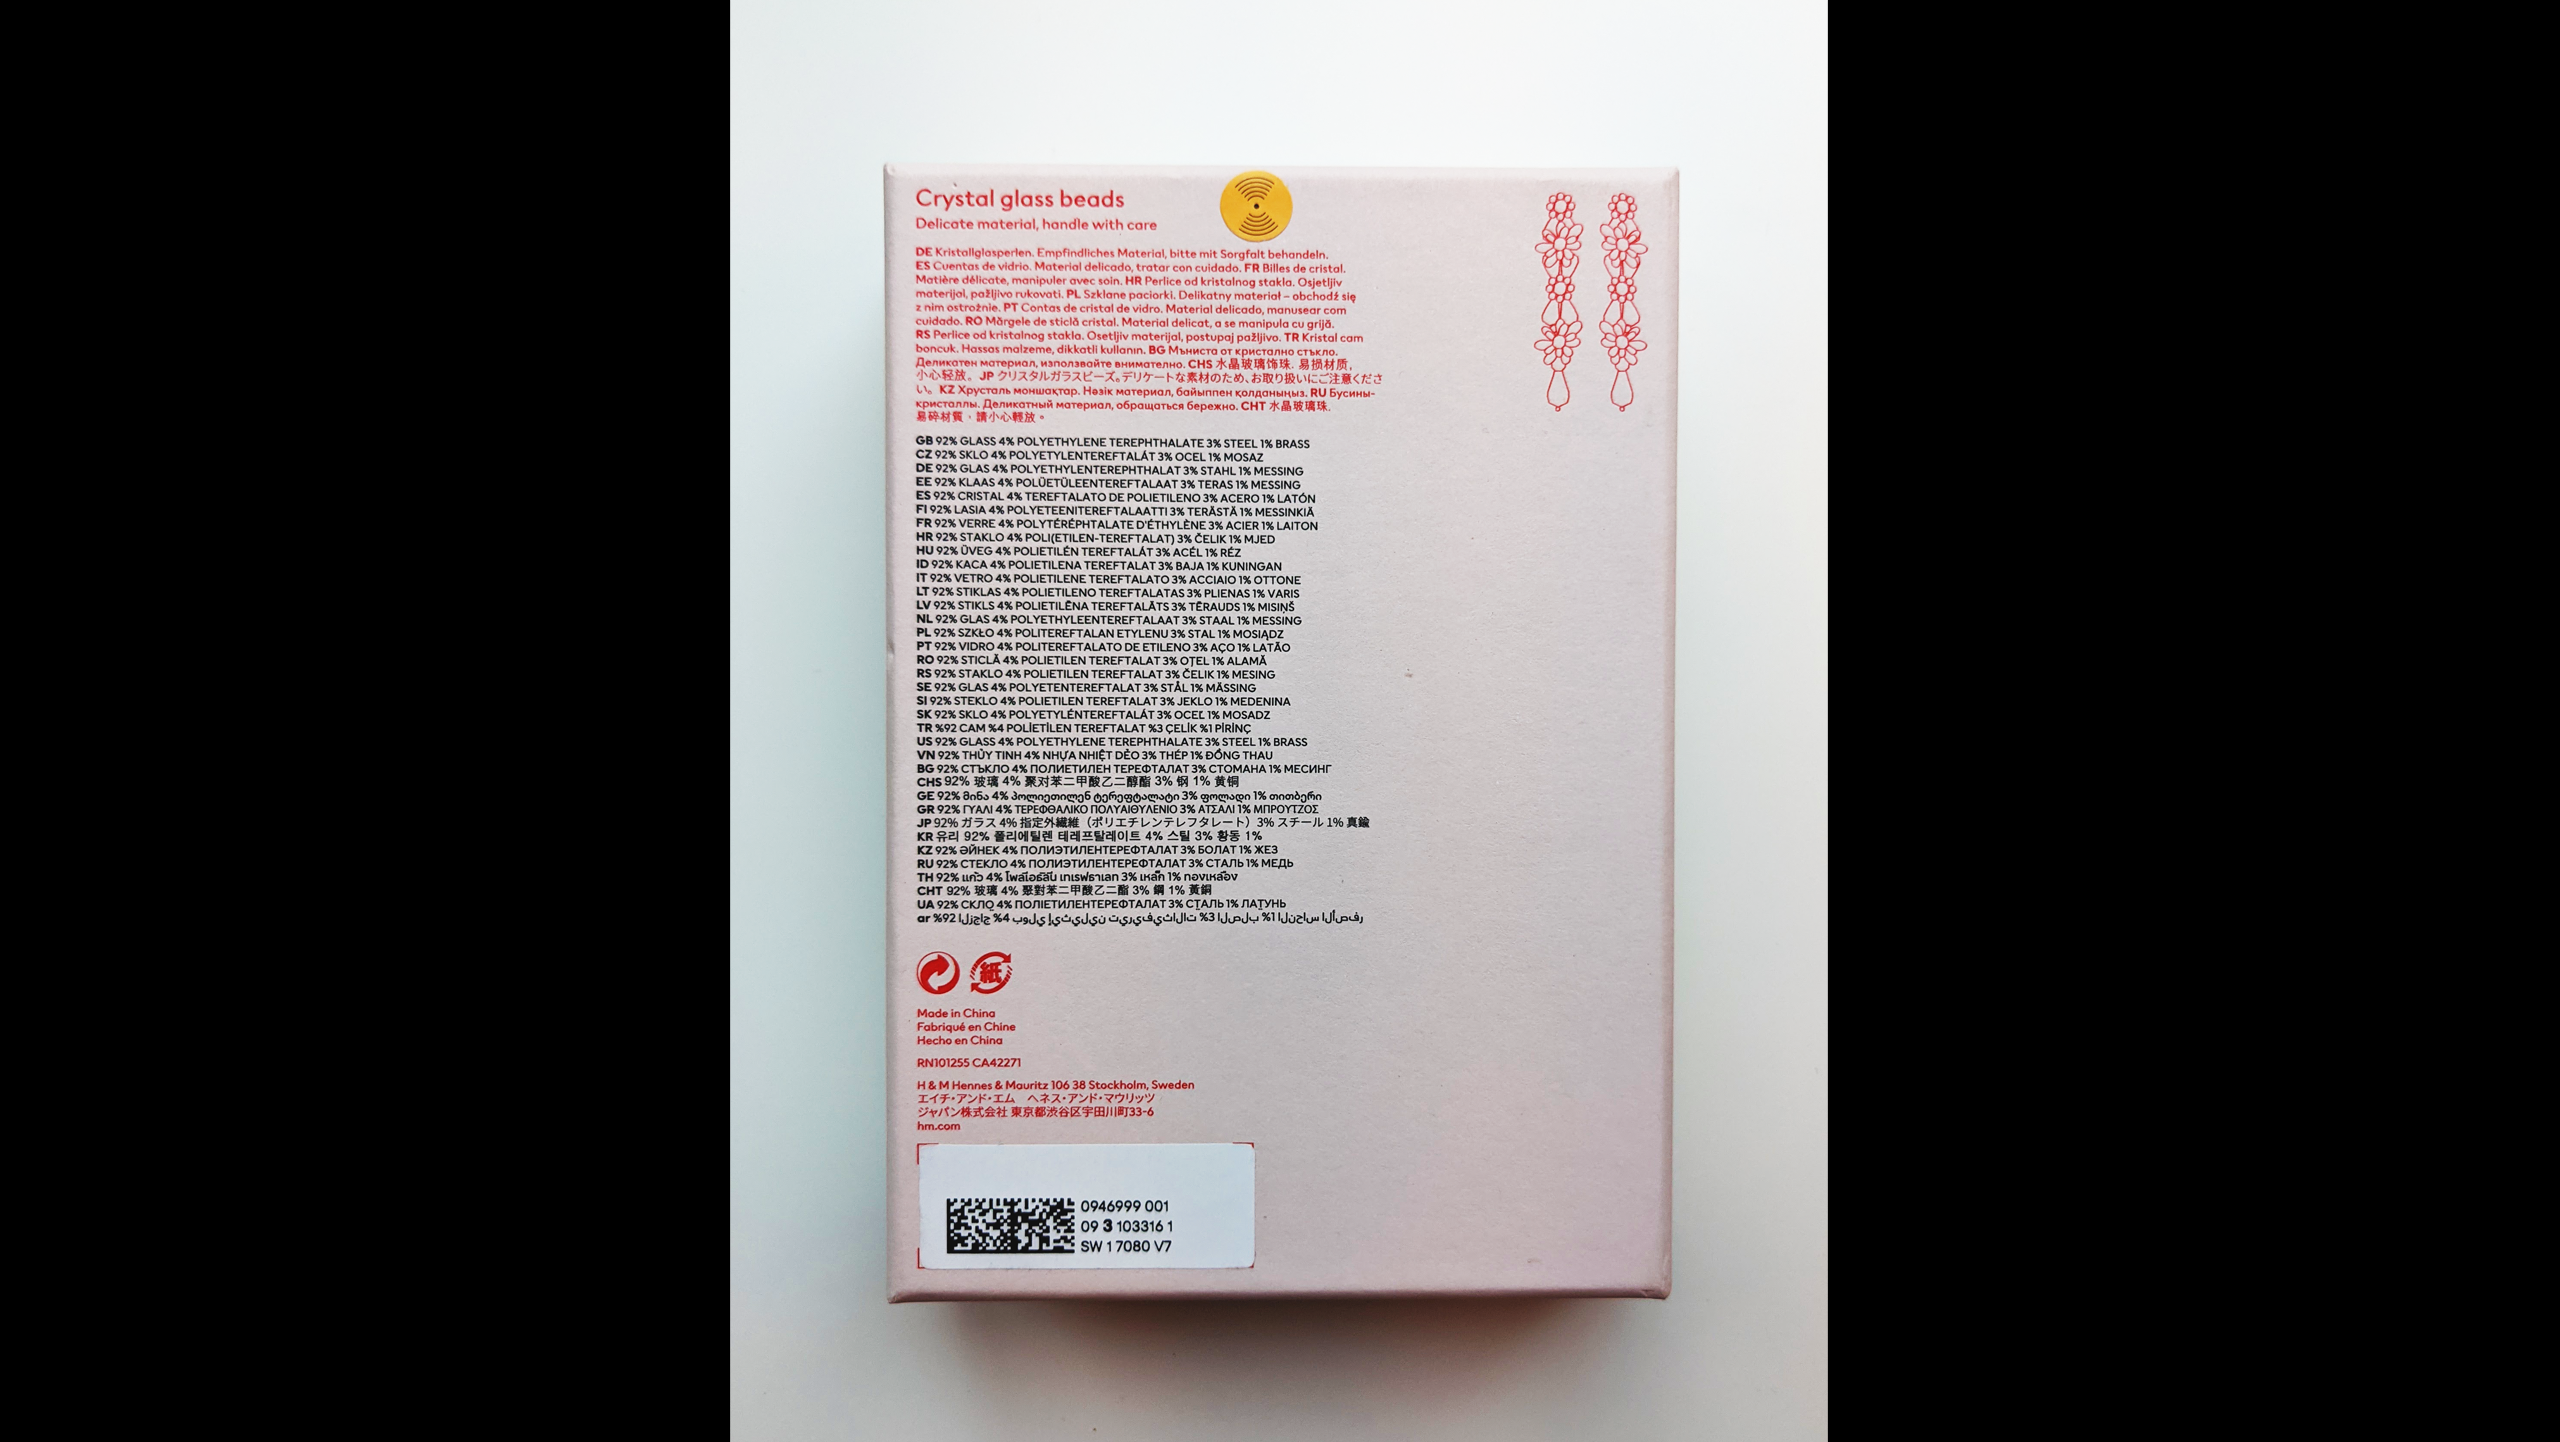 Crystal glass beads
Delicate material, handle with care
DE Kristallglasperlen. Empfindliches Material, bitte mit Sorgfalt behandeln.
ES Cuentas de vidrio. Material delicado, tratar con cuidado. FR Billes de cristal.
Matière délicate, manipuler avec soin. HR Perlice od kristalnog stakla. Osjetljiv
materijal, pažljivo rukovati. PL Szklane paciorki. Delikatny materiał – obchodź się
z nim ostrożnie. PT Contas de cristal de vidro. Material delicado, manusear com
cuidado. RO Mărgele de sticlă cristal. Material delicat, a se manipula cu grijă.
RS Perlice od kristalnog stakla. Osetljiv materijal, postupaj pažljivo. TR Kristal cam
boncuk. Hassas malzeme, dikkatli kullanın. BG Мъниста от кристално стъкло.
Деликатен материал, използвайте внимателно. CHS 水晶玻璃饰珠. 易损材质,
小心轻放。 JP クリスタルガラスビーズ。デリケートな素材のため、お取り扱いにご注意くださ
い。 KZ Хрусталь моншақтар. Нәзік материал, байыппен қолданыңыз. RU Бусины-
кристаллы. Деликатный материал, обращаться бережно. CHT 水晶玻璃珠.
易碎材質，請小心輕放。
GB 92% GLASS 4% POLYETHYLENE TEREPHTHALATE 3% STEEL 1% BRASS
CZ 92% SKLO 4% POLYETYLENTEREFTALÁT 3% OCEL 1% MOSAZ
DE 92% GLAS 4% POLYETHYLENTEREPHTHALAT 3% STAHL 1% MESSING
EE 92% KLAAS 4% POLÜETÜLEENTEREFTALAAT 3% TERAS 1% MESSING
ES 92% CRISTAL 4% TEREFTALATO DE POLIETILENO 3% ACERO 1% LATÓN
FI 92% LASIA 4% POLYETEENITEREFTALAATTI 3% TERÄSTÄ 1% MESSINKIÄ
FR 92% VERRE 4% POLYTÉRÉPHTALATE D'ÉTHYLÈNE 3% ACIER 1% LAITON
HR 92% STAKLO 4% POLI(ETILEN-TEREFTALAT) 3% ČELIK 1% MJED
HU 92% ÜVEG 4% POLIETILÉN TEREFTALÁT 3% ACÉL 1% RÉZ
ID 92% KACA 4% POLIETILENA TEREFTALAT 3% BAJA 1% KUNINGAN
IT 92% VETRO 4% POLIETILENE TEREFTALATO 3% ACCIAIO 1% OTTONE
LT 92% STIKLAS 4% POLIETILENO TEREFTALATAS 3% PLIENAS 1% VARIS
LV 92% STIKLS 4% POLIETILĒNA TEREFTALĀTS 3% TĒRAUDS 1% MISIŅŠ
NL 92% GLAS 4% POLYETHYLEENTEREFTALAAT 3% STAAL 1% MESSING
PL 92% SZKŁO 4% POLITEREFTALAN ETYLENU 3% STAL 1% MOSIĄDZ
PT 92% VIDRO 4% POLITEREFTALATO DE ETILENO 3% AÇO 1% LATÃO
RO 92% STICLĂ 4% POLIETILEN TEREFTALAT 3% OȚEL 1% ALAMĂ
RS 92% STAKLO 4% POLIETILEN TEREFTALAT 3% ČELIK 1% MESING
SE 92% GLAS 4% POLYETENTEREFTALAT 3% STÅL 1% MÄSSING
SI 92% STEKLO 4% POLIETILEN TEREFTALAT 3% JEKLO 1% MEDENINA
SK 92% SKLO 4% POLYETYLÉNTEREFTALÁT 3% OCEĽ 1% MOSADZ
TR %92 CAM %4 POLİETİLEN TEREFTALAT %3 ÇELİK %1 PİRİNÇ
US 92% GLASS 4% POLYETHYLENE TEREPHTHALATE 3% STEEL 1% BRASS
VN 92% THỦY TINH 4% NHỰA NHIỆT DẺO 3% THÉP 1% ĐỒNG THAU
BG 92% СТЪКЛО 4% ПОЛИЕТИЛЕН ТЕРЕФТАЛАТ 3% СТОМАНА 1% МЕСИНГ
CHS 92% 玻璃 4% 聚对苯二甲酸乙二醇酯 3% 钢 1% 黄铜
GE 92% მინა 4% პოლიეთილენ ტერეფტალატი 3% ფოლადი 1% თითბერი
GR 92% ΓΥΑΛΙ 4% ΤΕΡΕΦΘΑΛΙΚΟ ΠΟΛΥΑΙΘΥΛΕΝΙΟ 3% ΑΤΣΑΛΙ 1% ΜΠΡΟΥΤΖΟΣ
JP 92% ガラス 4% 指定外繊維（ポリエチレンテレフタレート）3% スチール 1% 真鍮
KR 유리 92% 폴리에틸렌 테레프탈레이트 4% 스틸 3% 황동 1%
KZ 92% ӘЙНЕК 4% ПОЛИЭТИЛЕНТЕРЕФТАЛАТ 3% БОЛАТ 1% ЖЕЗ
RU 92% СТЕКЛО 4% ПОЛИЭТИЛЕНТЕРЕФТАЛАТ 3% СТАЛЬ 1% МЕДЬ
TH 92% แก้ว 4% โพลีเอธิลีน เทเรฟธาเลท 3% เหล็ก 1% ทองเหลือง
CHT 92% 玻璃 4% 聚對苯二甲酸乙二酯 3% 鋼 1% 黃銅
UA 92% СКЛО 4% ПОЛІЕТИЛЕНТЕРЕФТАЛАТ 3% СТАЛЬ 1% ЛАТУНЬ
ar %92 الزجاج %4 بولي إيثيلين تيريفيثالات %3 الصلب %1 النحاس الأصفر
紙
Made in China
Fabriqué en Chine
Hecho en China
RN101255 CA42271
H & M Hennes & Mauritz 106 38 Stockholm, Sweden
エイチ・アンド・エム ヘネス・アンド・マウリッツ
ジャパン株式会社 東京都渋谷区宇田川町33-6
hm.com
0946999 001
09 3 103316 1
SW 1 7080 V7